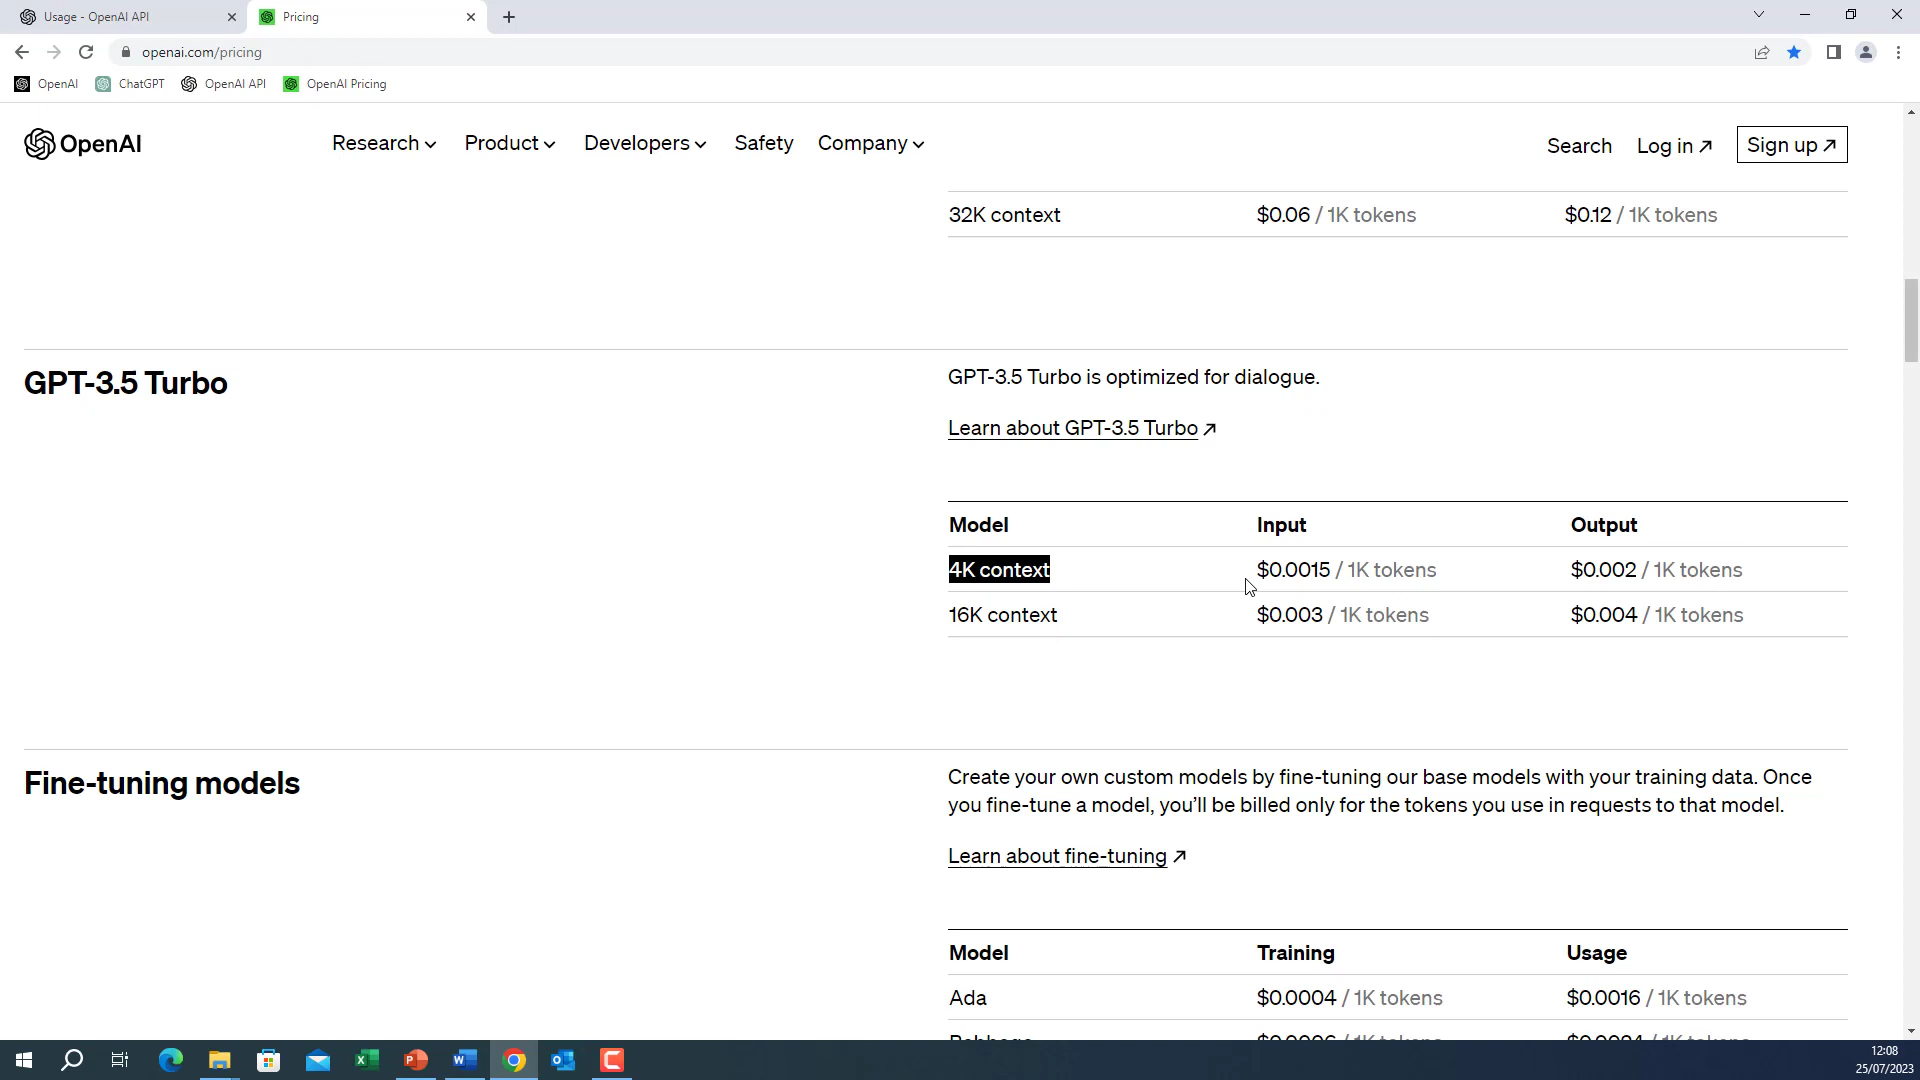 Usage - OpenAI API
Pricing
openai.com/pricing
OpenAI
ChatGPT
OpenAI API
OpenAI Pricing
OpenAI
Research
Product
Developers
Safety
Company
Search
Log in ↗
Sign up ↗
32K context $0.06 / 1K tokens $0.12 / 1K tokens
GPT-3.5 Turbo
GPT-3.5 Turbo is optimized for dialogue.
Learn about GPT-3.5 Turbo ↗
Model Input Output
4K context $0.0015 / 1K tokens $0.002 / 1K tokens
16K context $0.003 / 1K tokens $0.004 / 1K tokens
Fine-tuning models
Create your own custom models by fine-tuning our base models with your training data. Once
you fine-tune a model, you’ll be billed only for the tokens you use in requests to that model.
Learn about fine-tuning ↗
Model Training Usage
Ada $0.0004 / 1K tokens $0.0016 / 1K tokens
12:08
25/07/2023